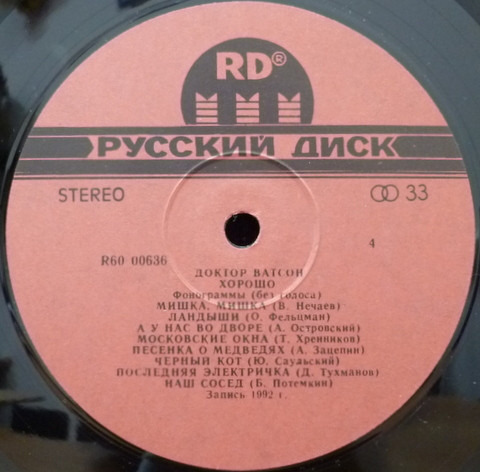 RD®
РУССКИЙ ДИСК
STEREO
33
4
R60 00636
ДОКТОР ВАТСОН
ХОРОШО
Фонограммы (без голоса)
МИШКА, МИШКА (В. Нечаев)
ЛАНДЫШИ (О. Фельцман)
А У НАС ВО ДВОРЕ (А. Островский)
МОСКОВСКИЕ ОКНА (Т. Хренников)
ПЕСЕНКА О МЕДВЕДЯХ (А. Зацепин)
ЧЕРНЫЙ КОТ (Ю. Саульский)
ПОСЛЕДНЯЯ ЭЛЕКТРИЧКА (Д. Тухманов)
НАШ СОСЕД (Б. Потемкин)
Запись 1992 г.